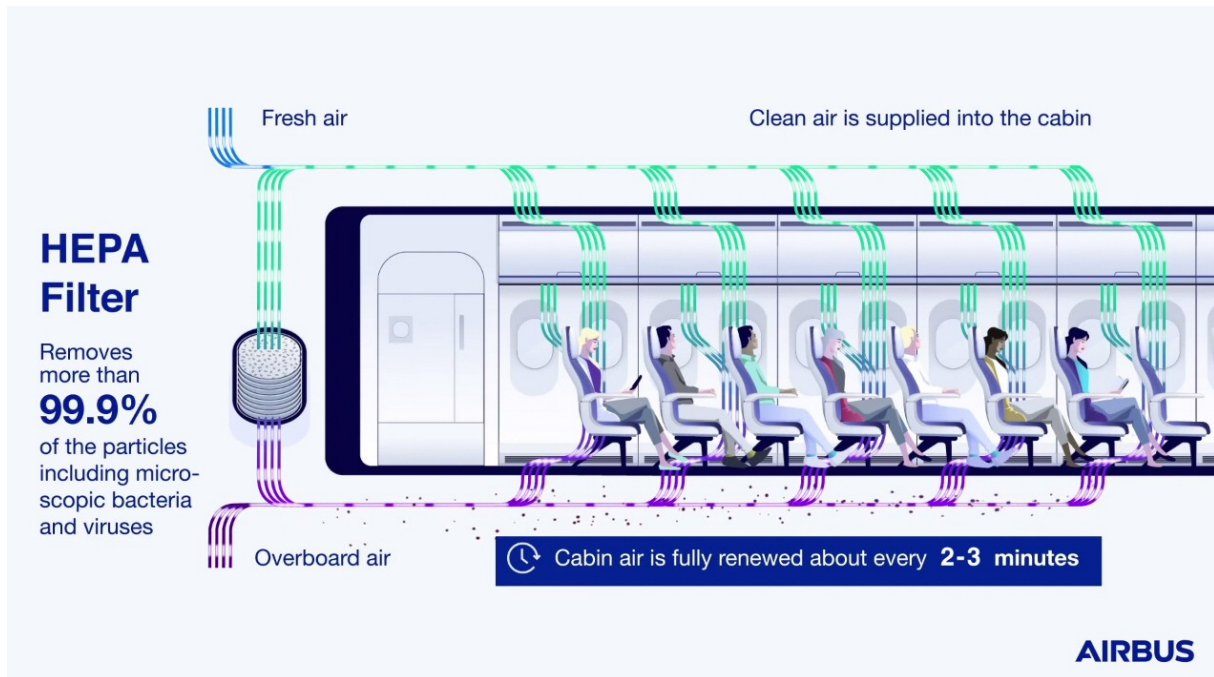 Fresh air
Clean air is supplied into the cabin
HEPA
Filter
Removes
more than
99.9%
of the particles
including micro-
scopic bacteria
and viruses
Overboard air
Cabin air is fully renewed about every 2-3 minutes
AIRBUS